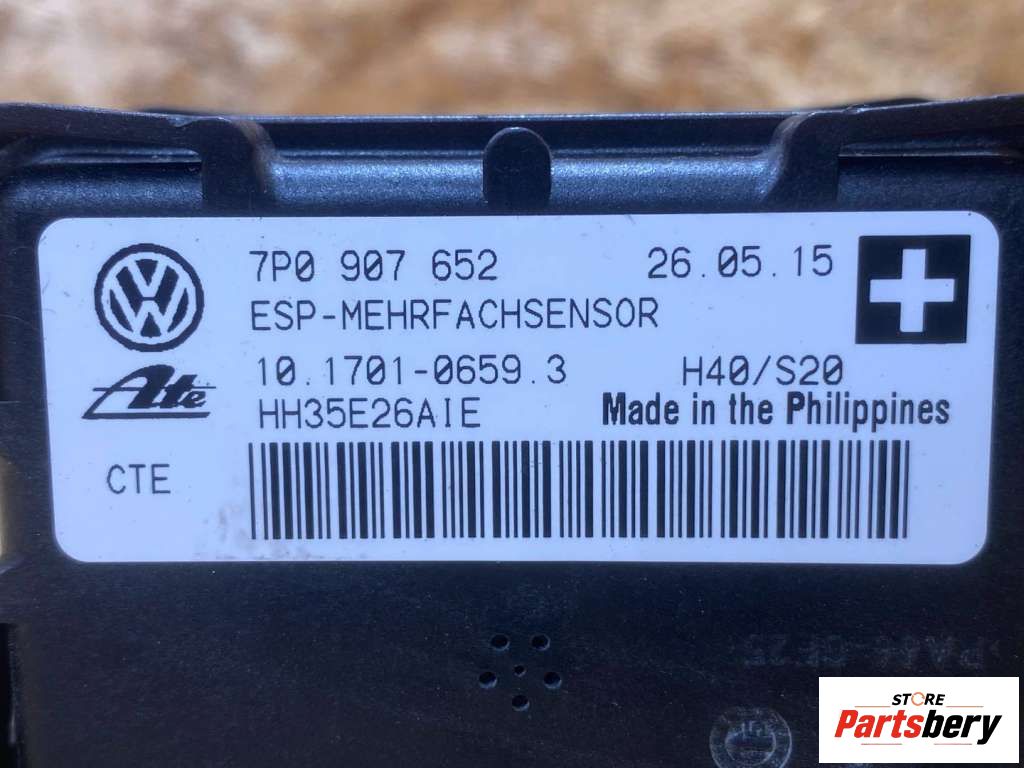 7P0 907 652 26.05.15
ESP-MEHRFACHSENSOR
10.1701-0659.3 H40/S20
Ate HH35E26AIE Made in the Philippines
CTE
STORE
Partsbery